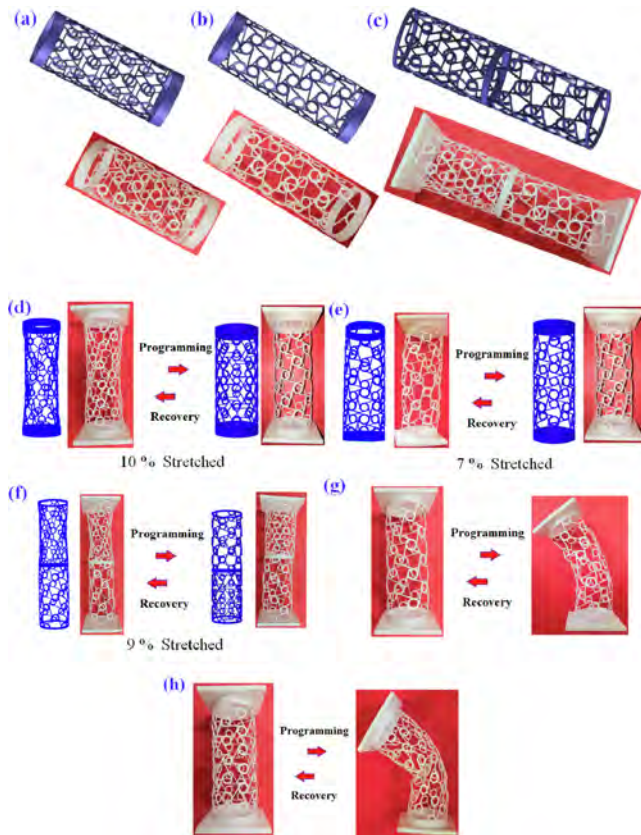 (a)
(b)
(c)
(d)
Programming
Recovery
10 % Stretched
(e)
Programming
Recovery
7 % Stretched
(f)
Programming
Recovery
9 % Stretched
(g)
Programming
Recovery
(h)
Programming
Recovery